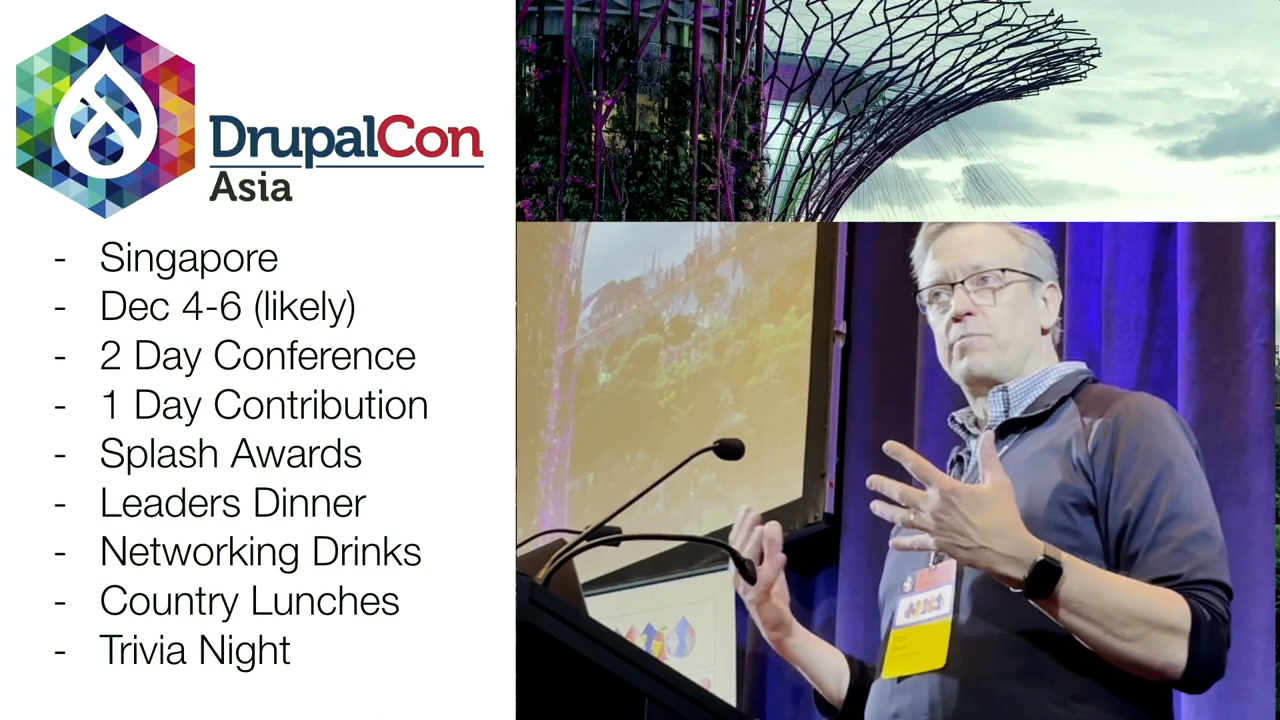 DrupalCon
Asia
- Singapore
- Dec 4-6 (likely)
- 2 Day Conference
- 1 Day Contribution
- Splash Awards
- Leaders Dinner
- Networking Drinks
- Country Lunches
- Trivia Night